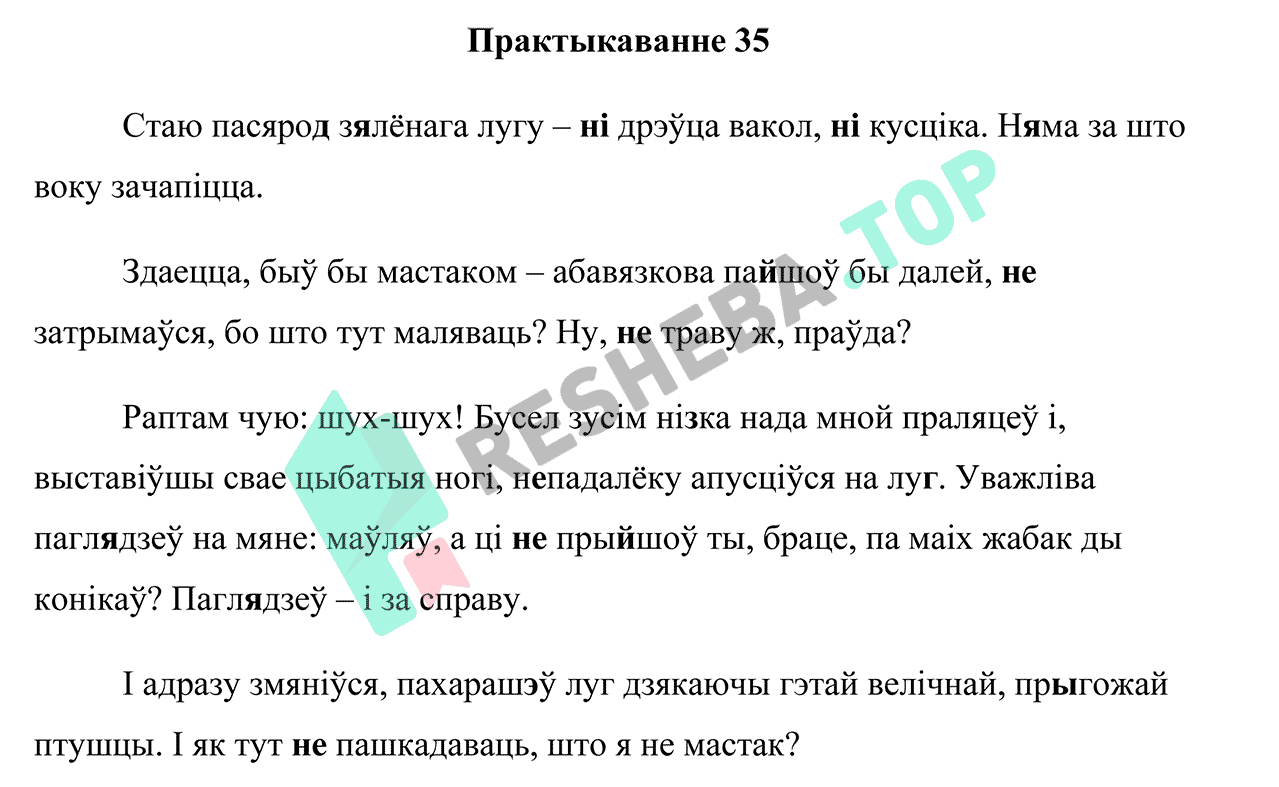 Практыкаванне 35
Стаю пасярод зялёнага лугу – ні дрэўца вакол, ні кусціка. Няма за што
воку зачапіцца.
Здаецца, быў бы мастаком – абавязкова пайшоў бы далей, не
затрымаўся, бо што тут маляваць? Ну, не траву ж, праўда?
Раптам чую: шух-шух! Бусел зусім нізка нада мной праляцеў і,
выставіўшы свае цыбатыя ногі, непадалёку апусціўся на луг. Уважліва
паглядзеў на мяне: маўляў, а ці не прыйшоў ты, браце, па маіх жабак ды
конікаў? Паглядзеў – і за справу.
І адразу змяніўся, пахарашэў луг дзякаючы гэтай велічнай, прыгожай
птушцы. І як тут не пашкадаваць, што я не мастак?
RESHEBA.TOP